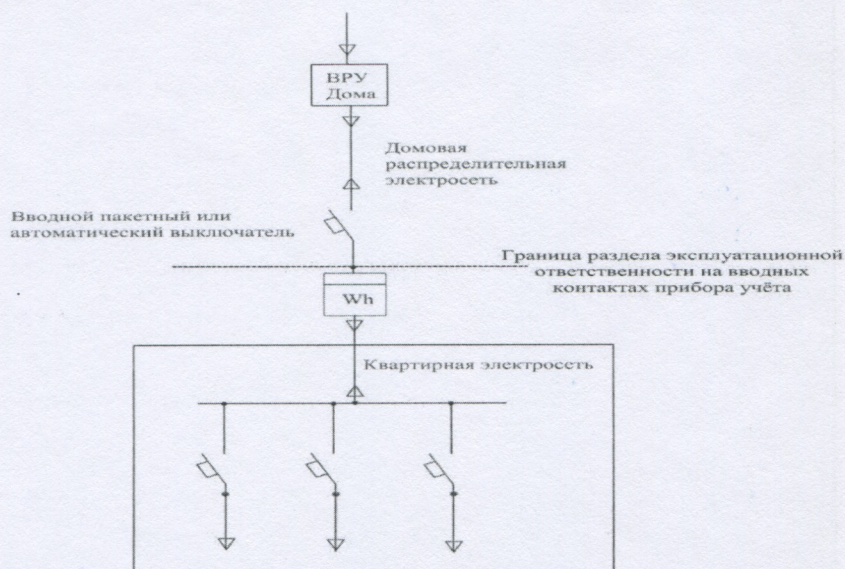 ВРУ
Дома
Домовая
распределительная
электросеть
Вводной пакетный или
автоматический выключатель
Граница раздела эксплуатационной
ответственности на вводных
контактах прибора учёта
Wh
Квартирная электросеть